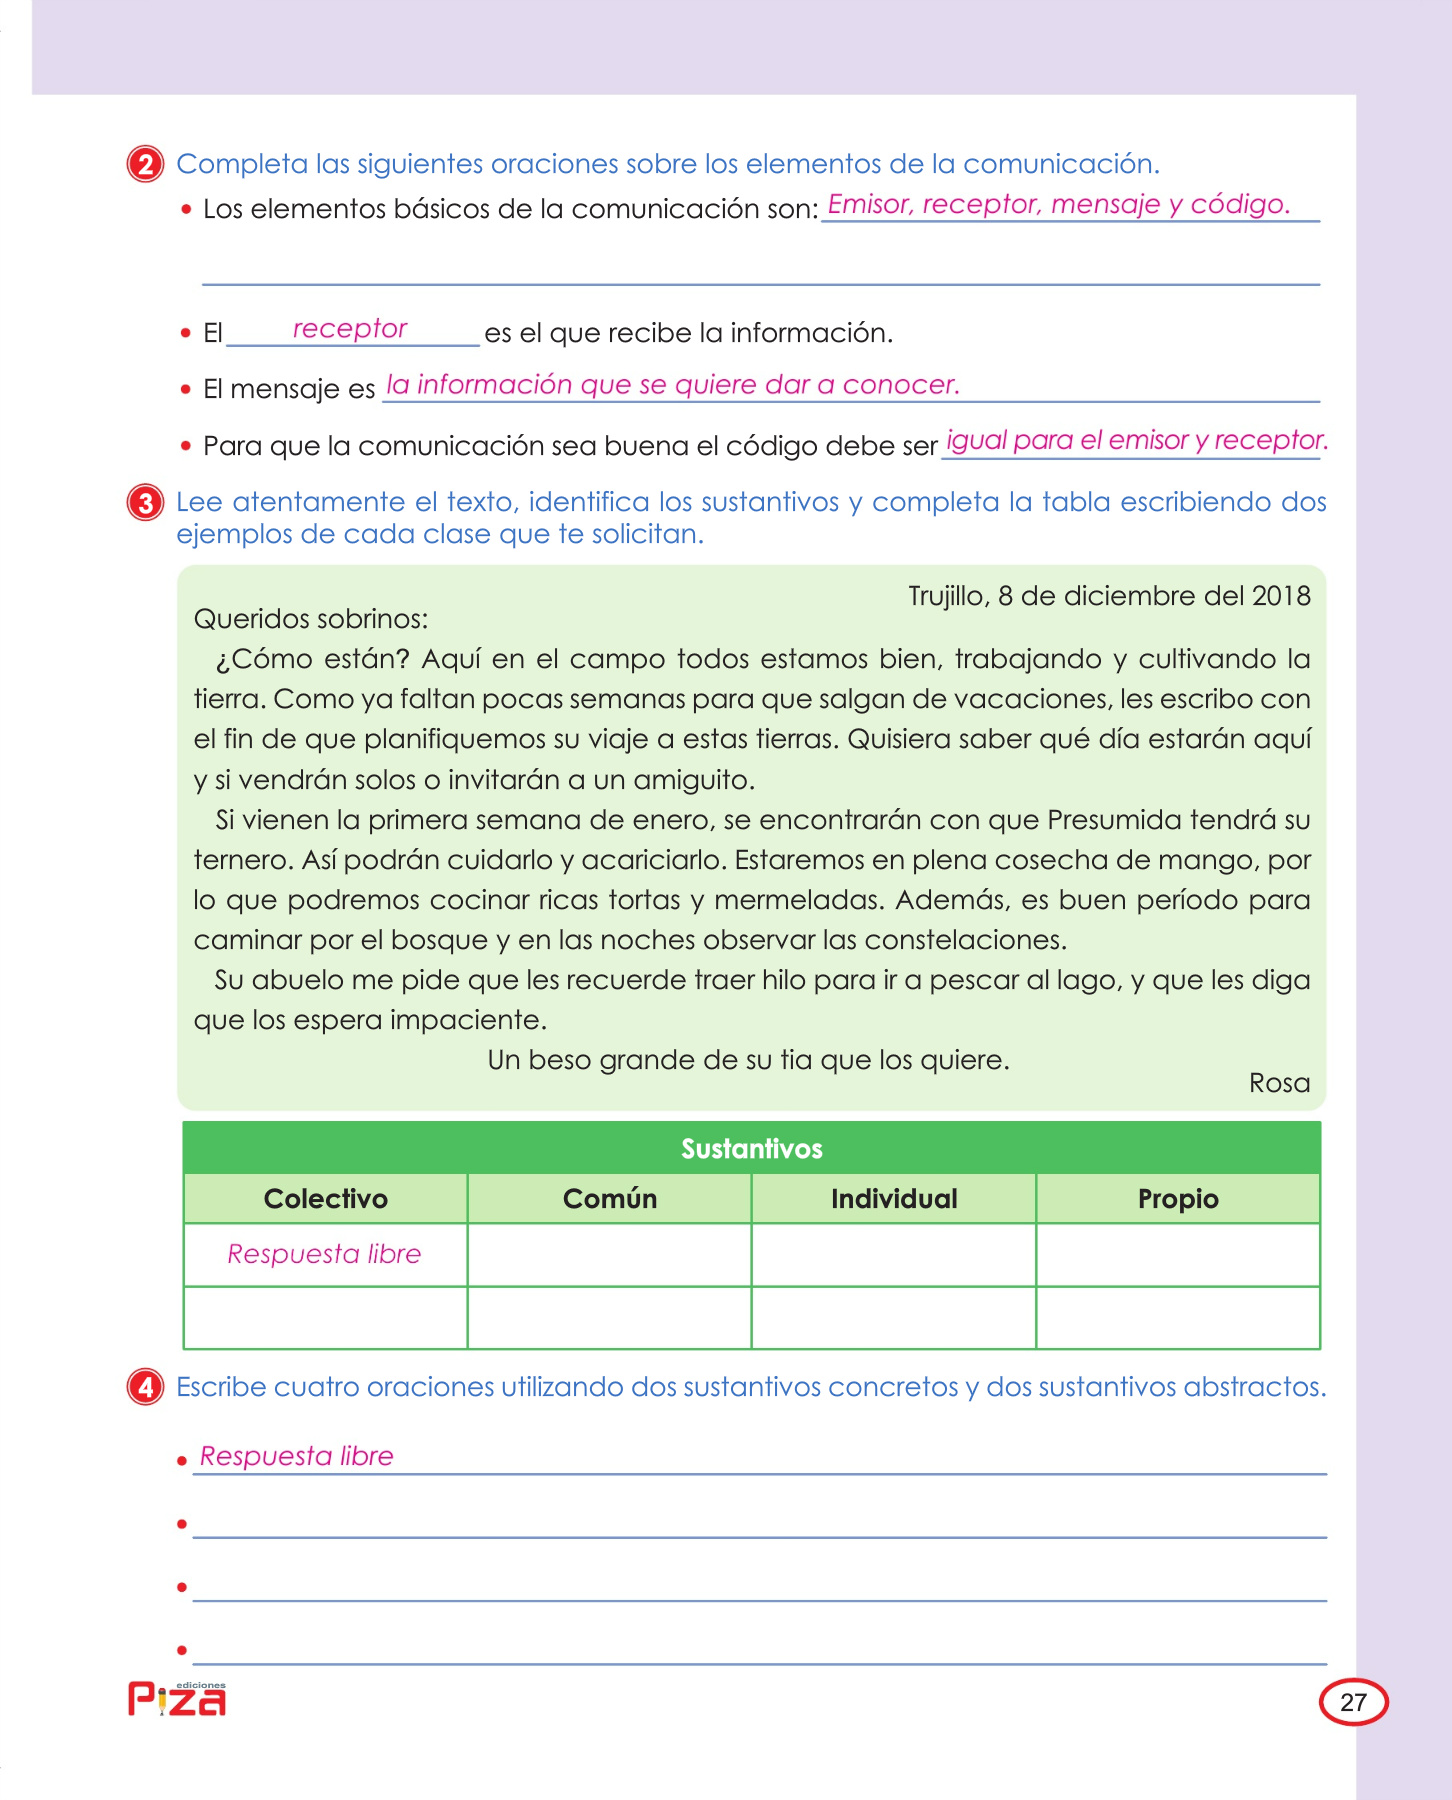 2 Completa las siguientes oraciones sobre los elementos de la comunicación.
• Los elementos básicos de la comunicación son: Emisor, receptor, mensaje y código.
• El receptor es el que recibe la información.
• El mensaje es la información que se quiere dar a conocer.
• Para que la comunicación sea buena el código debe ser igual para el emisor y receptor.
3 Lee atentamente el texto, identifica los sustantivos y completa la tabla escribiendo dos
ejemplos de cada clase que te solicitan.
Trujillo, 8 de diciembre del 2018
Queridos sobrinos:
¿Cómo están? Aquí en el campo todos estamos bien, trabajando y cultivando la
tierra. Como ya faltan pocas semanas para que salgan de vacaciones, les escribo con
el fin de que planifiquemos su viaje a estas tierras. Quisiera saber qué día estarán aquí
y si vendrán solos o invitarán a un amiguito.
Si vienen la primera semana de enero, se encontrarán con que Presumida tendrá su
ternero. Así podrán cuidarlo y acariciarlo. Estaremos en plena cosecha de mango, por
lo que podremos cocinar ricas tortas y mermeladas. Además, es buen período para
caminar por el bosque y en las noches observar las constelaciones.
Su abuelo me pide que les recuerde traer hilo para ir a pescar al lago, y que les diga
que los espera impaciente.
Un beso grande de su tia que los quiere.
Rosa
Sustantivos
Colectivo Común Individual Propio
Respuesta libre
4 Escribe cuatro oraciones utilizando dos sustantivos concretos y dos sustantivos abstractos.
• Respuesta libre
•
•
•
ediciones
Piza
27